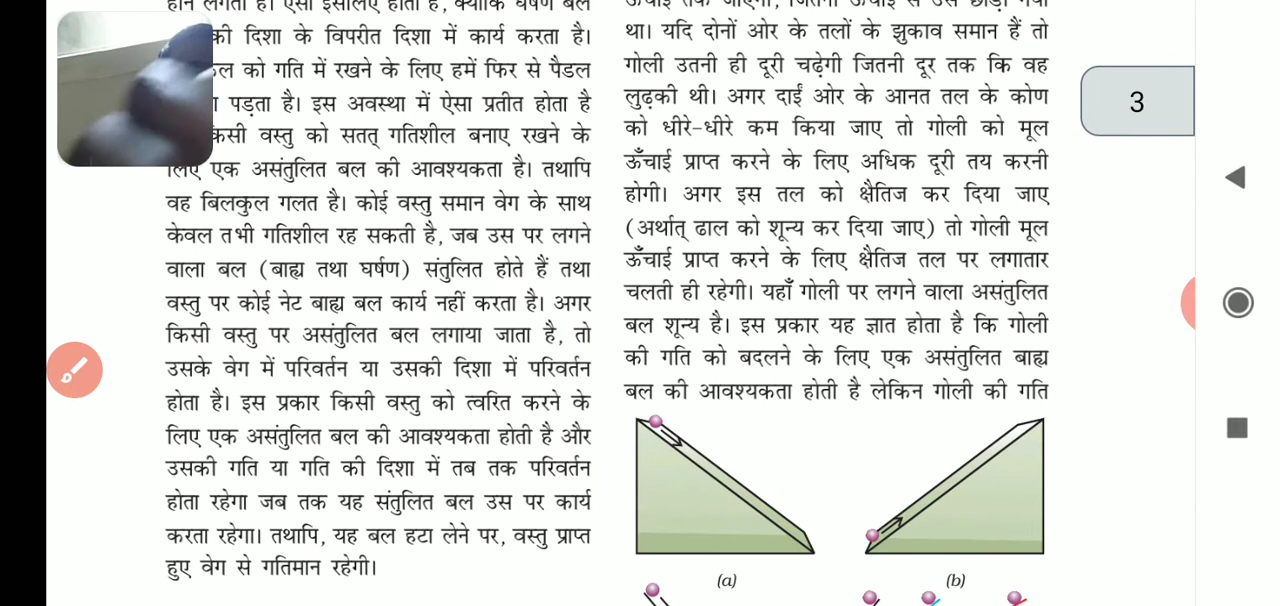 होने लगती है। ऐसा इसलिए होता है, क्योंकि घर्षण बल
की दिशा के विपरीत दिशा में कार्य करता है।
को गति में रखने के लिए हमें फिर से पैडल
पड़ता है। इस अवस्था में ऐसा प्रतीत होता है
किसी वस्तु को सतत् गतिशील बनाए रखने के
लिए एक असंतुलित बल की आवश्यकता है। तथापि
वह बिलकुल गलत है। कोई वस्तु समान वेग के साथ
केवल तभी गतिशील रह सकती है, जब उस पर लगने
वाला बल (बाह्य तथा घर्षण) संतुलित होते हैं तथा
वस्तु पर कोई नेट बाह्य बल कार्य नहीं करता है। अगर
किसी वस्तु पर असंतुलित बल लगाया जाता है, तो
उसके वेग में परिवर्तन या उसकी दिशा में परिवर्तन
होता है। इस प्रकार किसी वस्तु को त्वरित करने के
लिए एक असंतुलित बल की आवश्यकता होती है और
उसकी गति या गति की दिशा में तब तक परिवर्तन
होता रहेगा जब तक यह संतुलित बल उस पर कार्य
करता रहेगा। तथापि, यह बल हटा लेने पर, वस्तु प्राप्त
हुए वेग से गतिमान रहेगी।
ऊँचाई तक जाएगी, जितनी ऊँचाई से उसे छोड़ा गया
था। यदि दोनों ओर के तलों के झुकाव समान हैं तो
गोली उतनी ही दूरी चढ़ेगी जितनी दूर तक कि वह
लुढ़की थी। अगर दाईं ओर के आनत तल के कोण
को धीरे-धीरे कम किया जाए तो गोली को मूल
ऊँचाई प्राप्त करने के लिए अधिक दूरी तय करनी
होगी। अगर इस तल को क्षैतिज कर दिया जाए
(अर्थात् ढाल को शून्य कर दिया जाए) तो गोली मूल
ऊँचाई प्राप्त करने के लिए क्षैतिज तल पर लगातार
चलती ही रहेगी। यहाँ गोली पर लगने वाला असंतुलित
बल शून्य है। इस प्रकार यह ज्ञात होता है कि गोली
की गति को बदलने के लिए एक असंतुलित बाह्य
बल की आवश्यकता होती है लेकिन गोली की गति
(a)
(b)
3